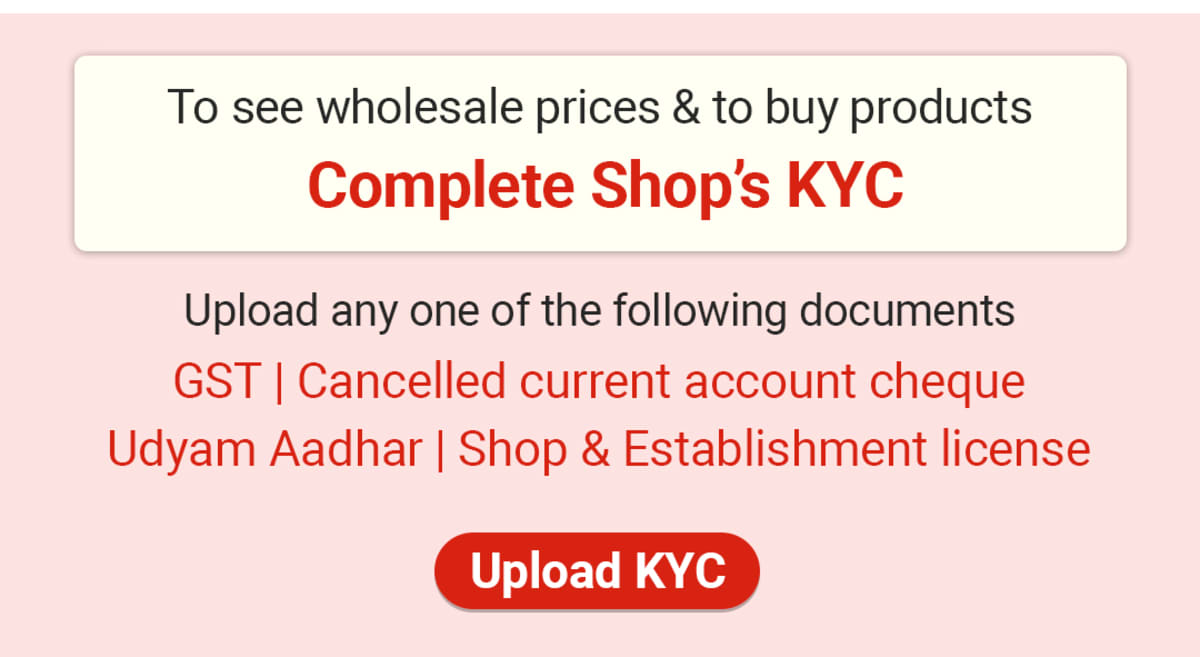 To see wholesale prices & to buy products
Complete Shop’s KYC
Upload any one of the following documents
GST | Cancelled current account cheque
Udyam Aadhar | Shop & Establishment license
Upload KYC